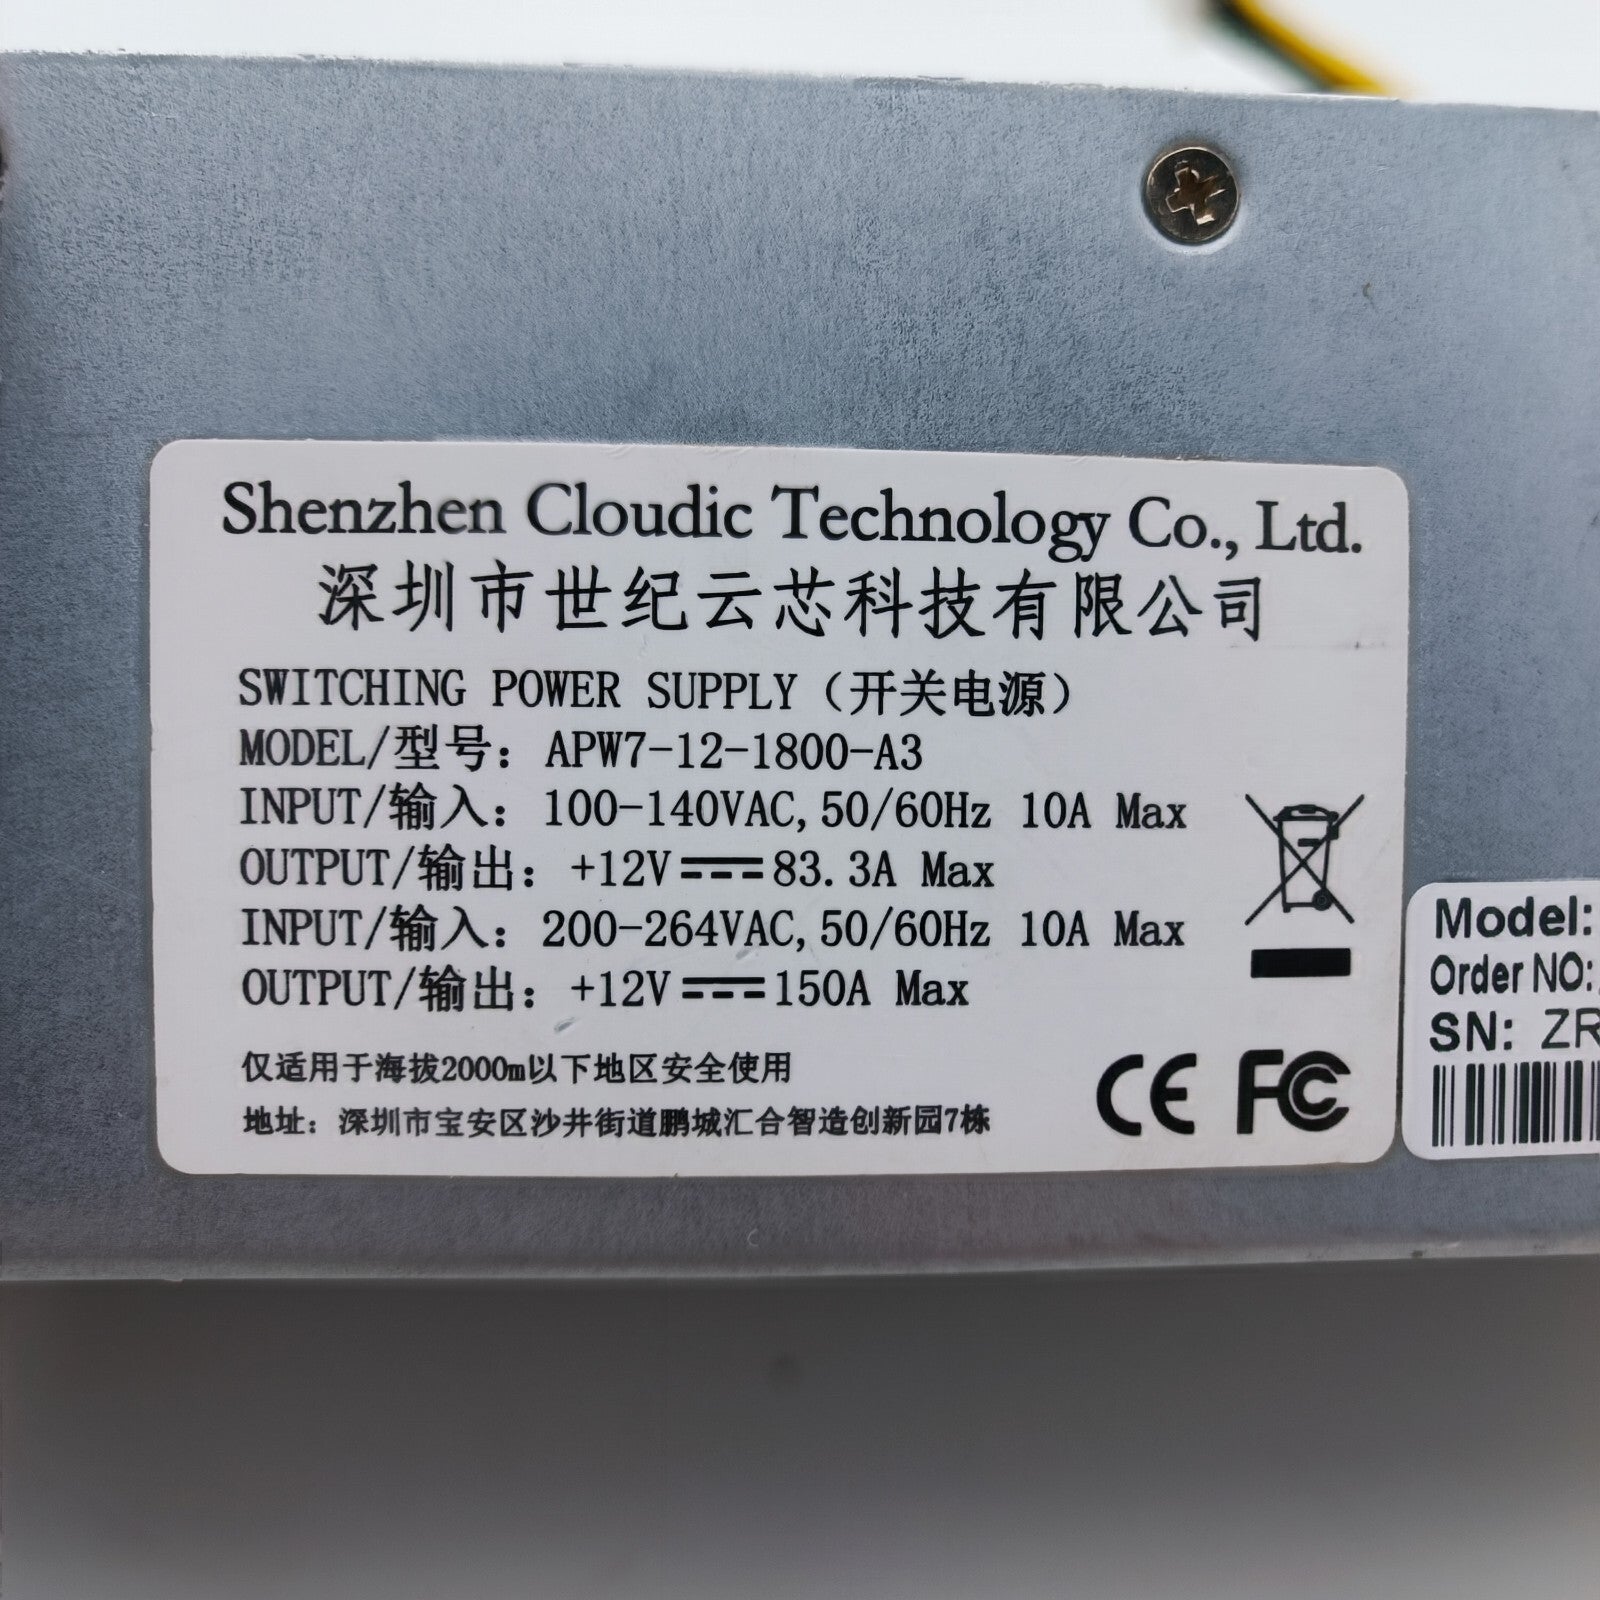 Shenzhen Cloudic Technology Co., Ltd.
深圳市世纪云芯科技有限公司
SWITCHING POWER SUPPLY（开关电源）
MODEL/型号：APW7-12-1800-A3
INPUT/输入：100-140VAC,50/60Hz 10A Max
OUTPUT/输出：+12V⎓83.3A Max
INPUT/输入：200-264VAC,50/60Hz 10A Max
OUTPUT/输出：+12V⎓150A Max
仅适用于海拔2000m以下地区安全使用
地址：深圳市宝安区沙井街道鹏城汇合智造创新园7栋
CE FC
Model:
Order NO:
SN: ZR